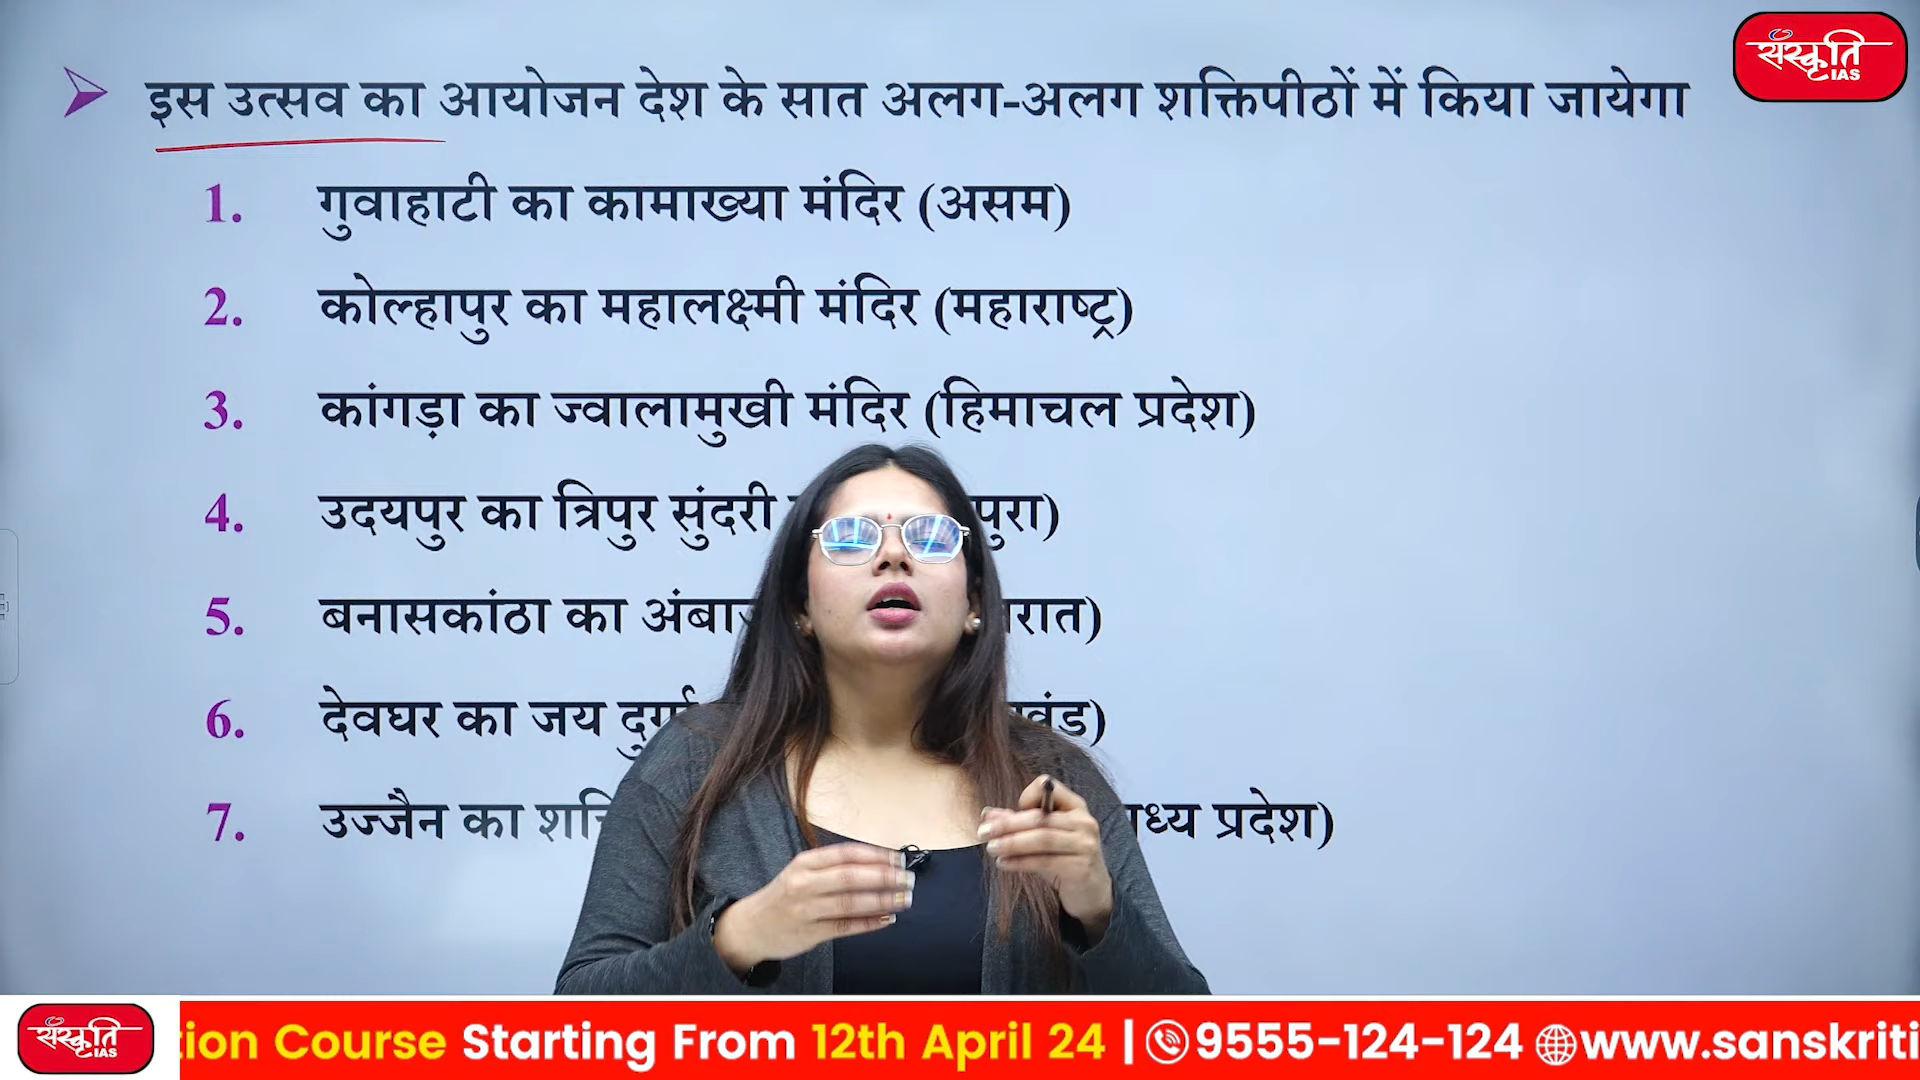 संस्कृति
IAS
इस उत्सव का आयोजन देश के सात अलग-अलग शक्तिपीठों में किया जायेगा
1. गुवाहाटी का कामाख्या मंदिर (असम)
2. कोल्हापुर का महालक्ष्मी मंदिर (महाराष्ट्र)
3. कांगड़ा का ज्वालामुखी मंदिर (हिमाचल प्रदेश)
4. उदयपुर का त्रिपुर सुंदरी
5. बनासकांठा का
6. देवघर का जय
7. उज्जैन का प्रदेश)
संस्कृति
IAS
Course Starting From 12th April 24 | 9555-124-124 www.sanskriti